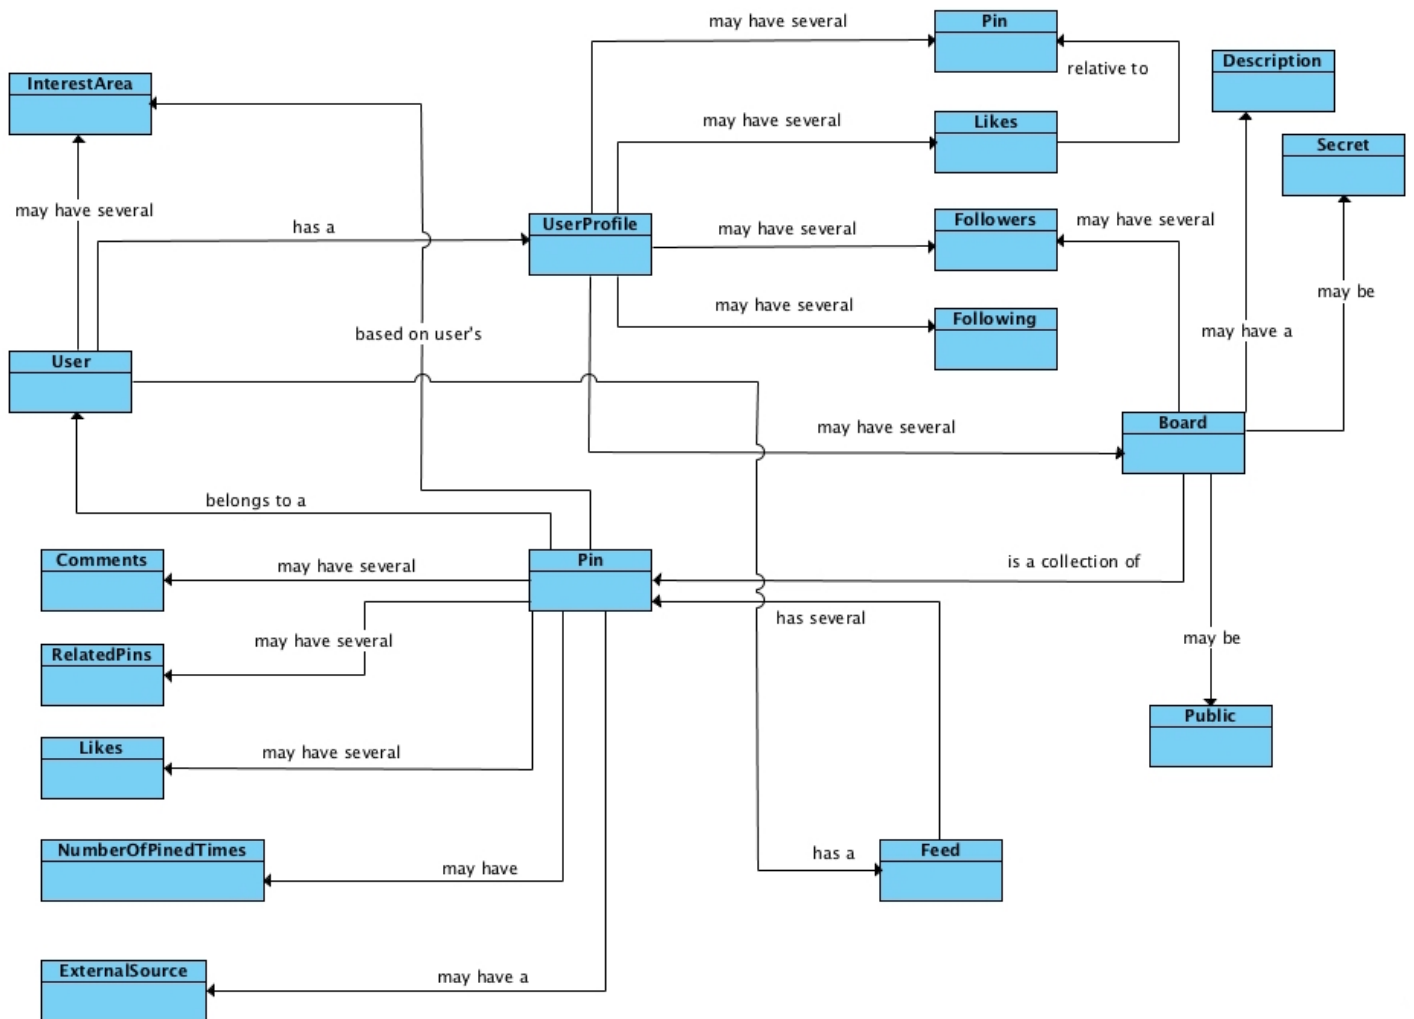 may have several
Pin
relative to
Description
InterestArea
may have several
Likes
Secret
may have several
has a
UserProfile
may have several
Followers
may have several
may have several
Following
may be
based on user's
may have a
User
may have several
Board
belongs to a
Comments
may have several
Pin
is a collection of
has several
may have several
RelatedPins
may be
Likes
may have several
Public
NumberOfPinedTimes
may have
has a
Feed
ExternalSource
may have a